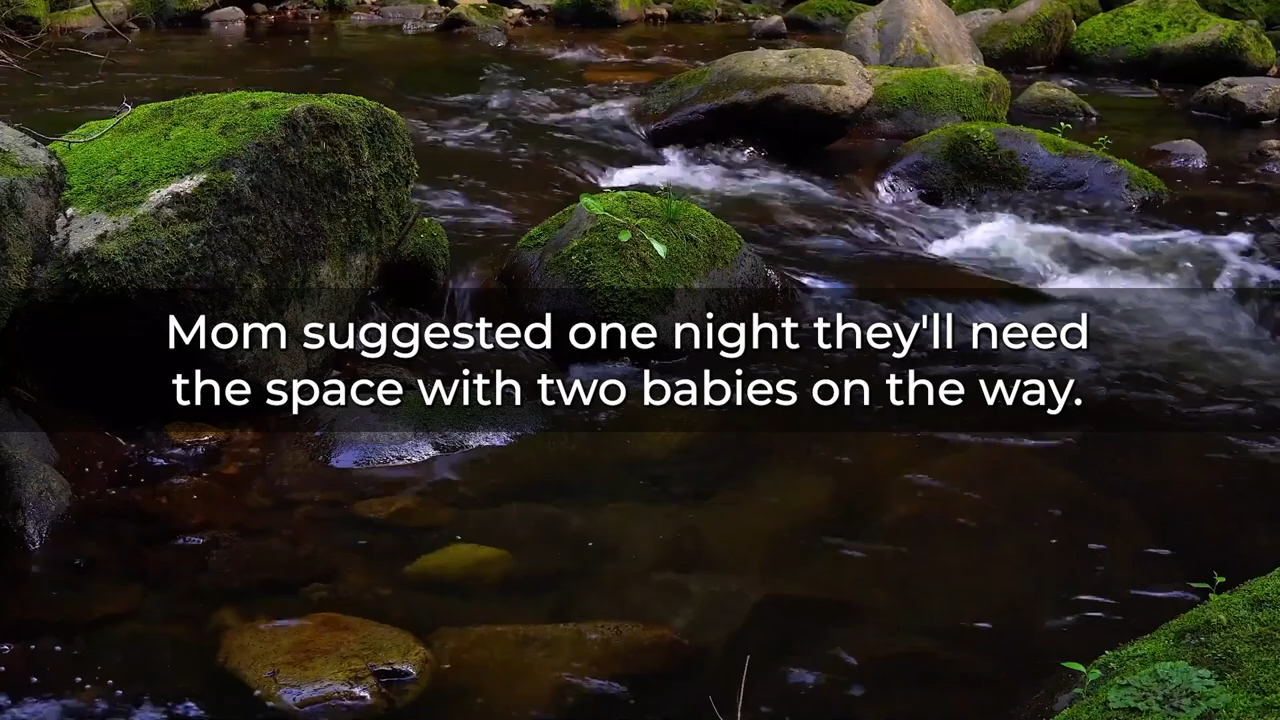 Mom suggested one night they'll need
the space with two babies on the way.